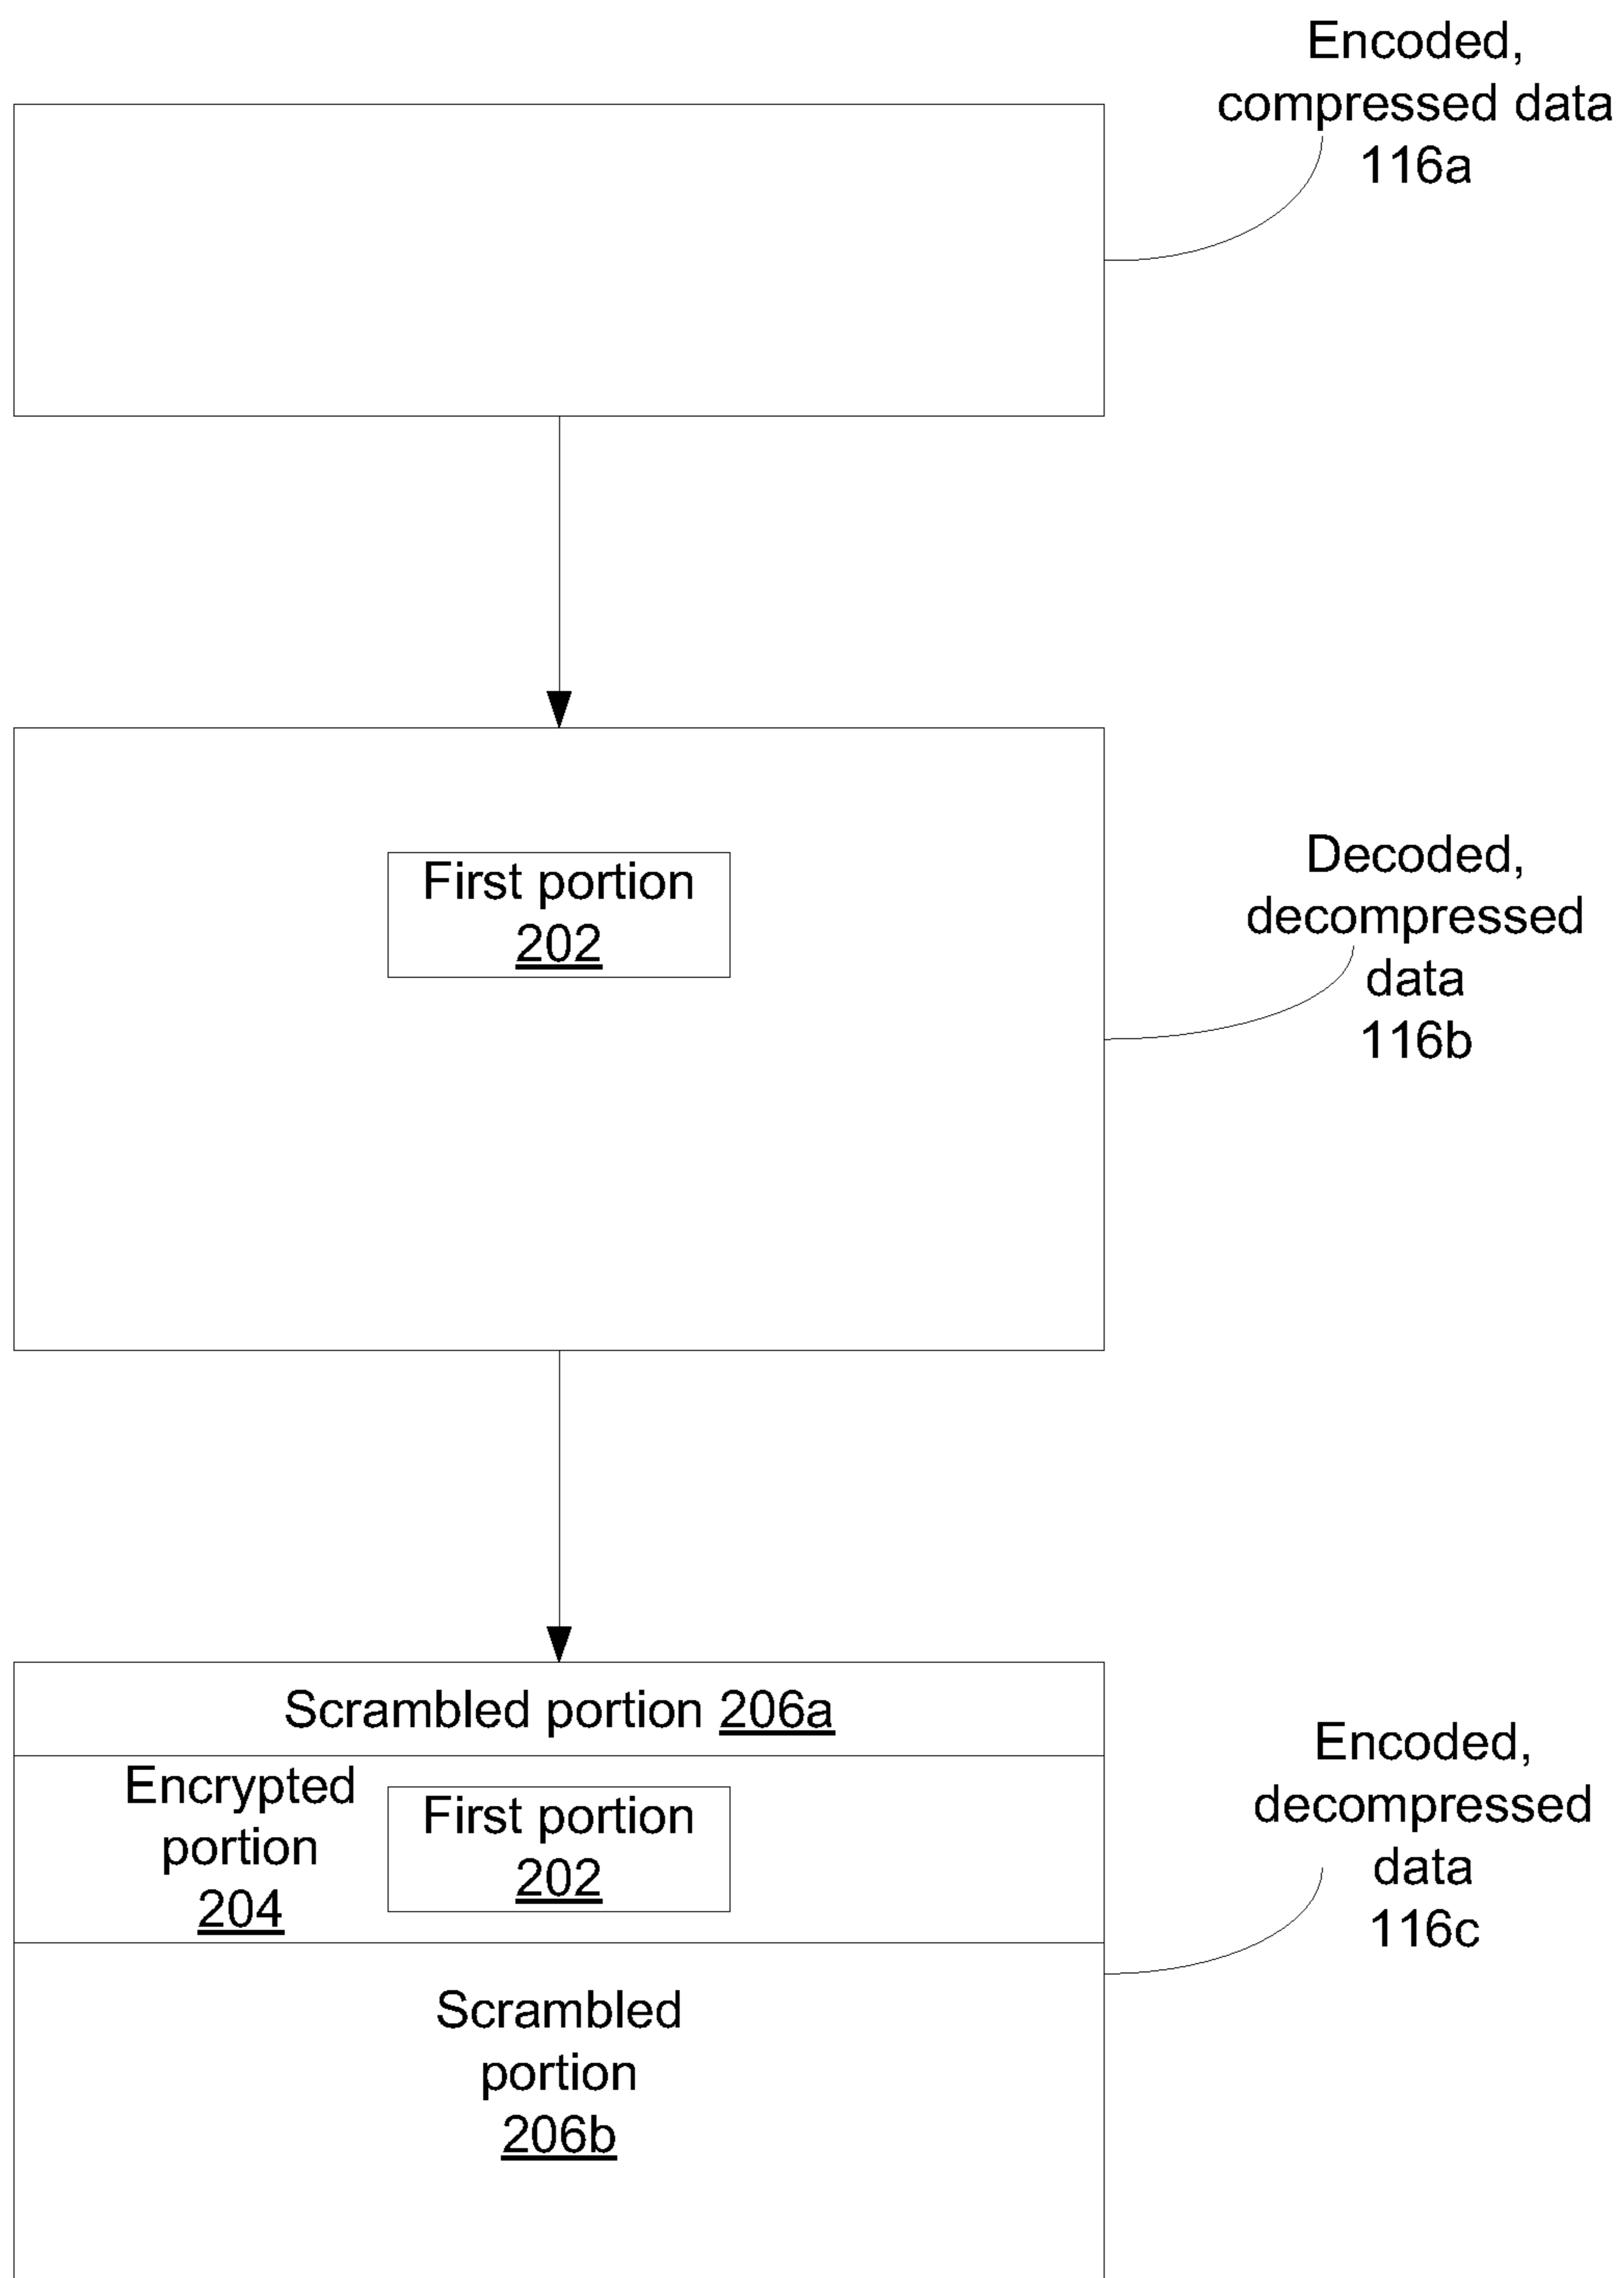 Encoded,
compressed data
116a
First portion
202
Decoded,
decompressed
data
116b
Scrambled portion 206a
Encrypted
portion
204
First portion
202
Encoded,
decompressed
data
116c
Scrambled
portion
206b